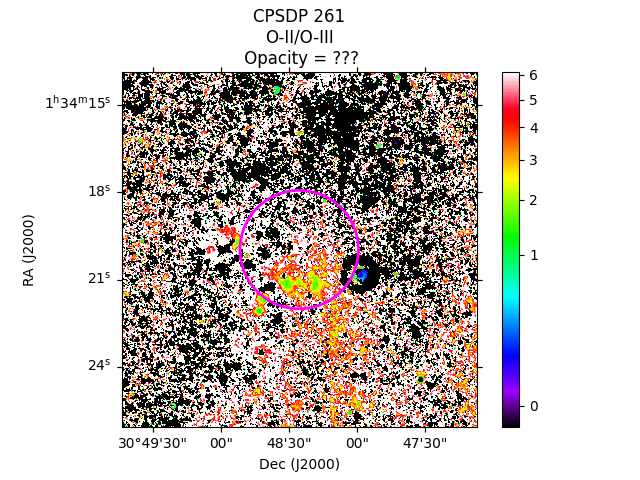 CPSDP 261
O-II/O-III
Opacity = ???
1ʰ34ᵐ15ˢ
18ˢ
21ˢ
24ˢ
RA (J2000)
30°49'30"
00"
48'30"
00"
47'30"
Dec (J2000)
6
5
4
3
2
1
0